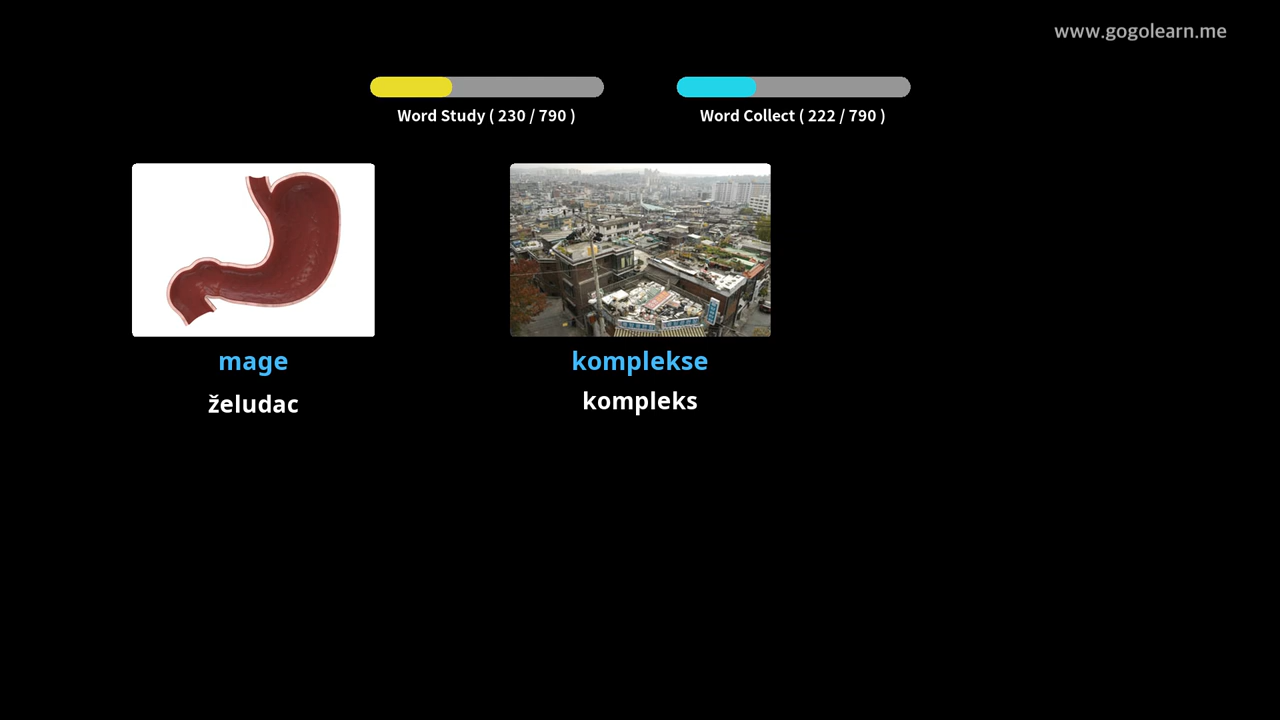 www.gogolearn.me
Word Study ( 230 / 790 )
Word Collect ( 222 / 790 )
mage
želudac
komplekse
kompleks